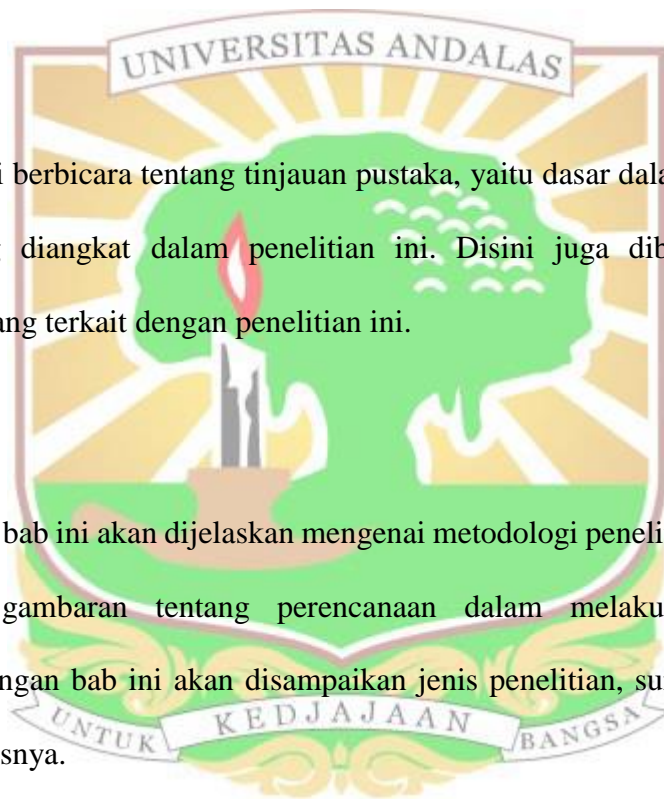 UNIVERSITAS ANDALAS
i berbicara tentang tinjauan pustaka, yaitu dasar dala
diangkat dalam penelitian ini. Disini juga dib
ang terkait dengan penelitian ini.
bab ini akan dijelaskan mengenai metodologi peneli
gambaran tentang perencanaan dalam melaku
ngan bab ini akan disampaikan jenis penelitian, su
UNTUK KEDJAJAAN BANGSA
snya.